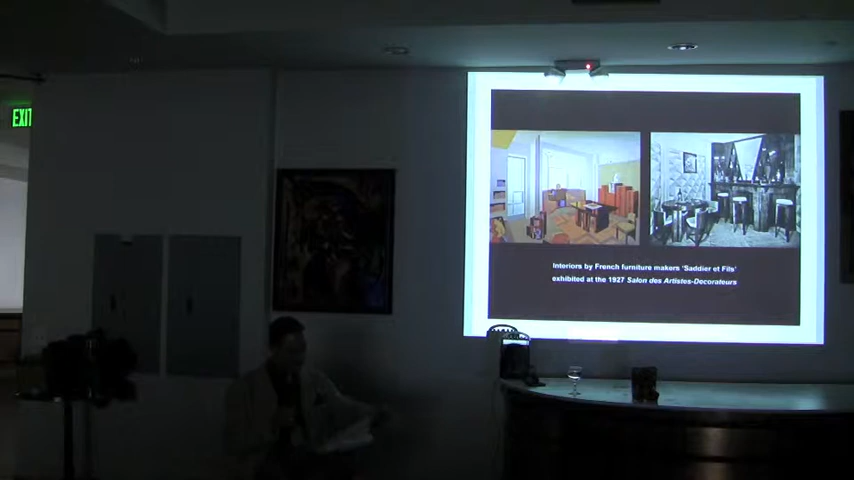 EXIT
Interiors by French furniture makers 'Saddier et Fils'
exhibited at the 1927 Salon des Artistes-Decorateurs